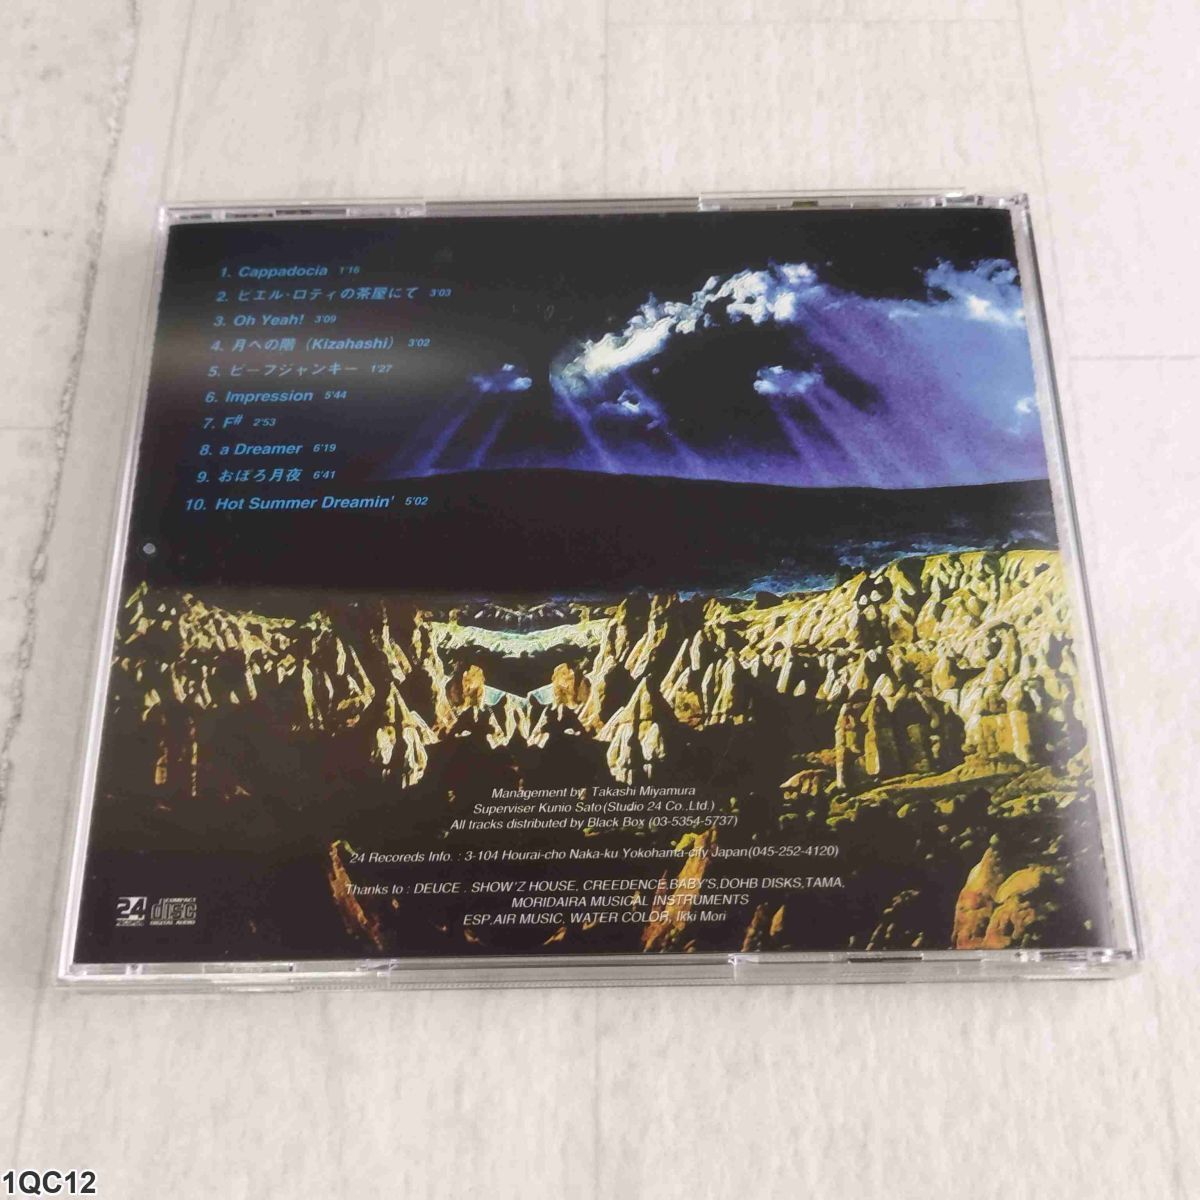 1. Cappadocia 1'16
2. ピエル・ロティの茶屋にて 3'03
3. Oh Yeah! 3'09
4. 月への階 (Kizahashi) 3'02
5. ビーフジャンキー 1'27
6. Impression 5'44
7. F# 2'53
8. a Dreamer 6'19
9. おぼろ月夜 6'41
10. Hot Summer Dreamin' 5'02
Management by Takashi Miyamura
Superviser Kunio Sato(Studio 24 Co.,Ltd.)
All tracks distributed by Black Box (03-5354-5737)
24 Recoreds Info. : 3-104 Hourai-cho Naka-ku Yokohama-city Japan(045-252-4120)
Thanks to : DEUCE . SHOW'Z HOUSE, CREEDENCE,BABY'S,DOHB DISKS,TAMA,
MORIDAIRA MUSICAL INSTRUMENTS
ESP,AIR MUSIC, WATER COLOR, Ikki Mori
24
COMPACT
disc
DIGITAL AUDIO
1QC12